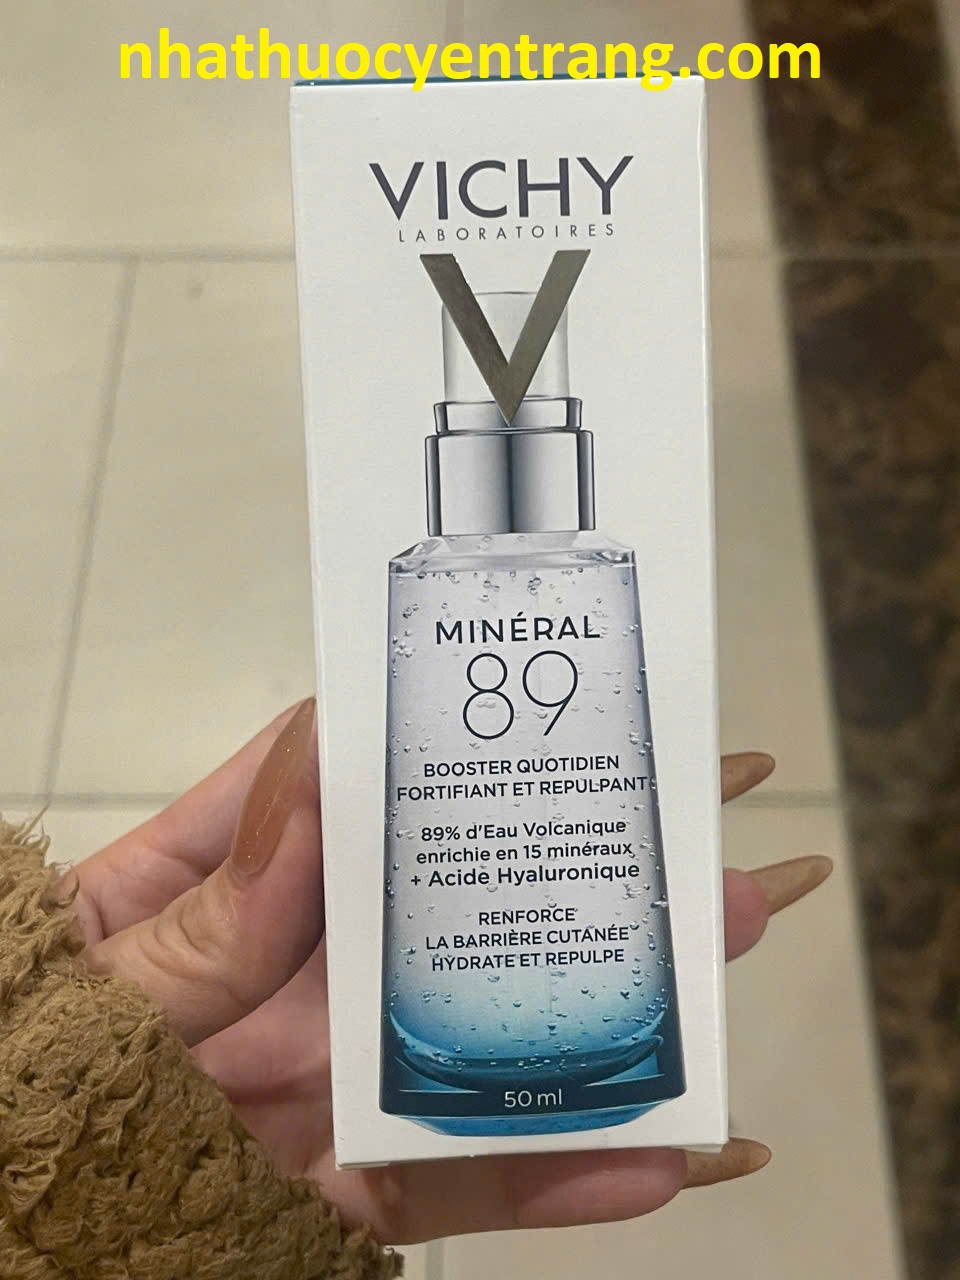 nhathuocyentrang.com
VICHY
LABORATOIRES
MINÉRAL
89
BOOSTER QUOTIDIEN
FORTIFIANT ET REPULPANT
89% d'Eau Volcanique
enrichie en 15 minéraux
+ Acide Hyaluronique
RENFORCE
LA BARRIÈRE CUTANÉE
HYDRATE ET REPULPE
50 ml